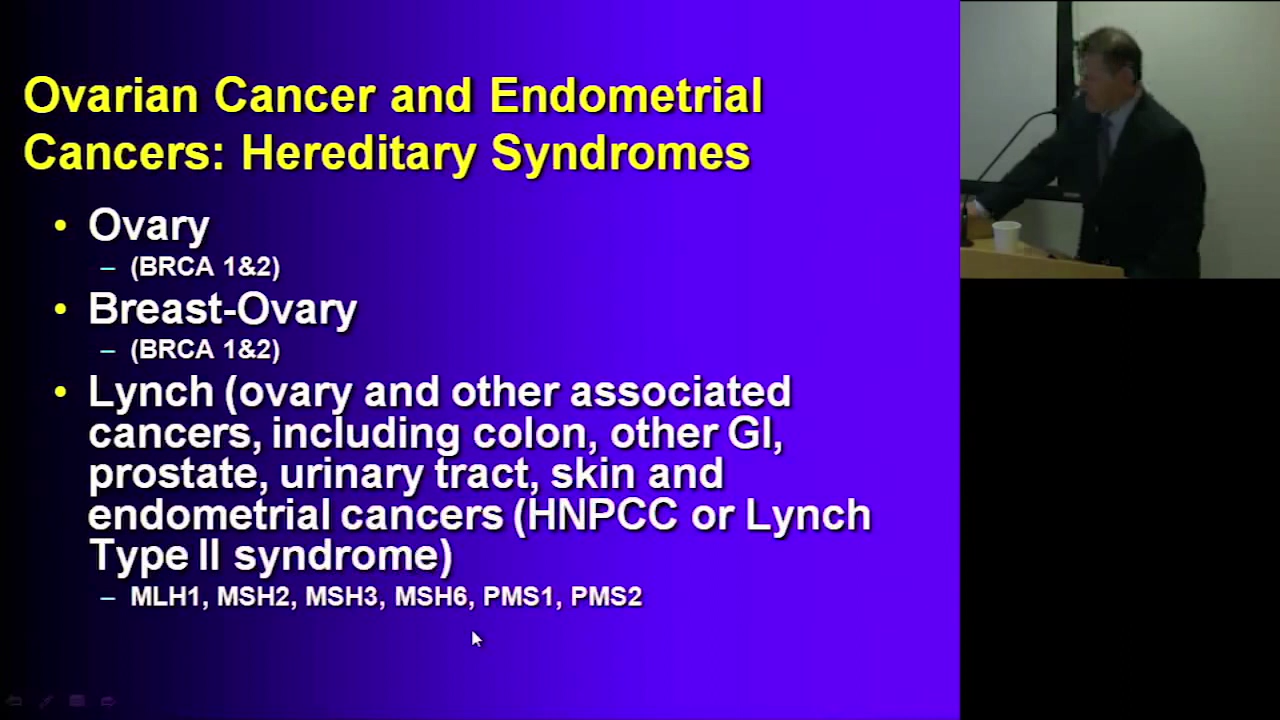 Ovarian Cancer and Endometrial
Cancers: Hereditary Syndromes
• Ovary
– (BRCA 1&2)
• Breast-Ovary
– (BRCA 1&2)
• Lynch (ovary and other associated
cancers, including colon, other GI,
prostate, urinary tract, skin and
endometrial cancers (HNPCC or Lynch
Type II syndrome)
– MLH1, MSH2, MSH3, MSH6, PMS1, PMS2